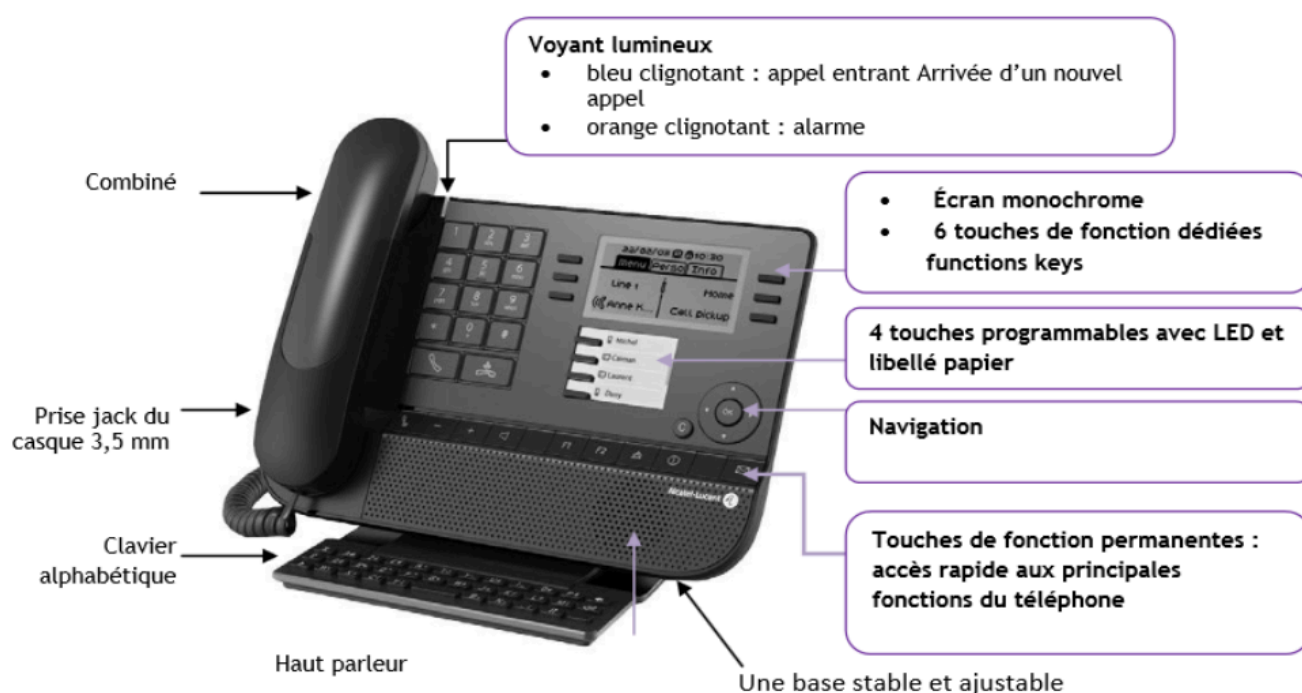 Voyant lumineux
• bleu clignotant : appel entrant Arrivée d’un nouvel
appel
• orange clignotant : alarme
Combiné
• Écran monochrome
• 6 touches de fonction dédiées
functions keys
4 touches programmables avec LED et
libellé papier
Prise jack du
casque 3,5 mm
Navigation
Clavier
alphabétique
Touches de fonction permanentes :
accès rapide aux principales
fonctions du téléphone
Haut parleur
Une base stable et ajustable
Menu Perso Info
Line 1 Home
Anne K... Call pickup
Michel
Laurent
OK
Alcatel-Lucent